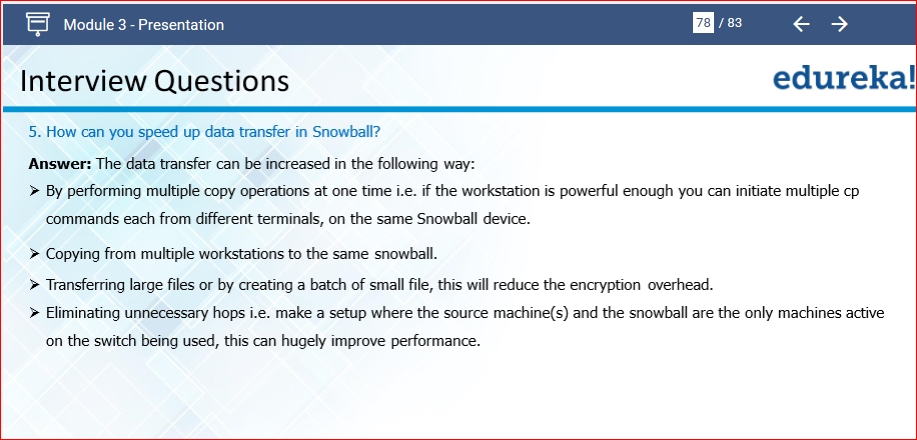 Module 3 - Presentation
78 / 83
Interview Questions
edureka!
5. How can you speed up data transfer in Snowball?
Answer: The data transfer can be increased in the following way:
➢ By performing multiple copy operations at one time i.e. if the workstation is powerful enough you can initiate multiple cp
commands each from different terminals, on the same Snowball device.
➢ Copying from multiple workstations to the same snowball.
➢ Transferring large files or by creating a batch of small file, this will reduce the encryption overhead.
➢ Eliminating unnecessary hops i.e. make a setup where the source machine(s) and the snowball are the only machines active
on the switch being used, this can hugely improve performance.